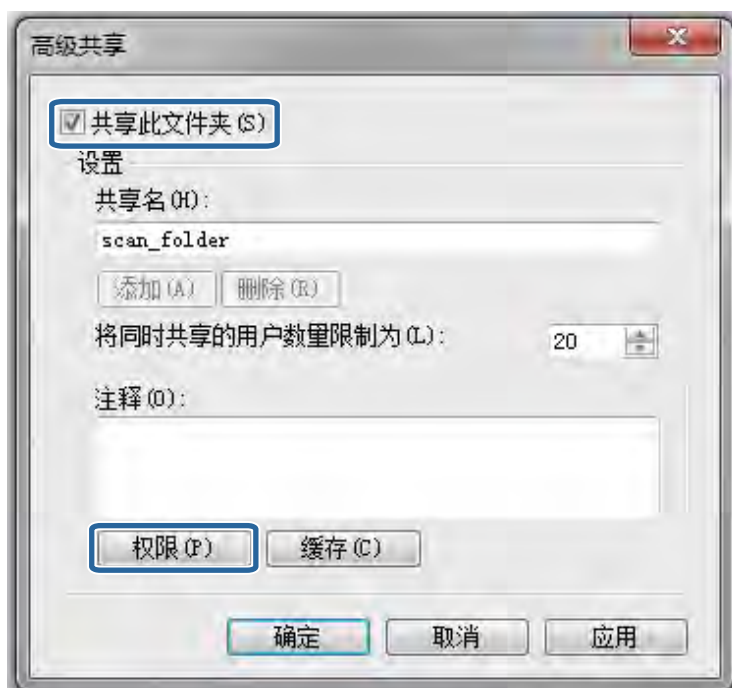 高级共享
共享此文件夹(S)
设置
共享名(H):
scan_folder
添加(A) 删除(R)
将同时共享的用户数量限制为(L): 20
注释(O):
权限(P) 缓存(C)
确定 取消 应用